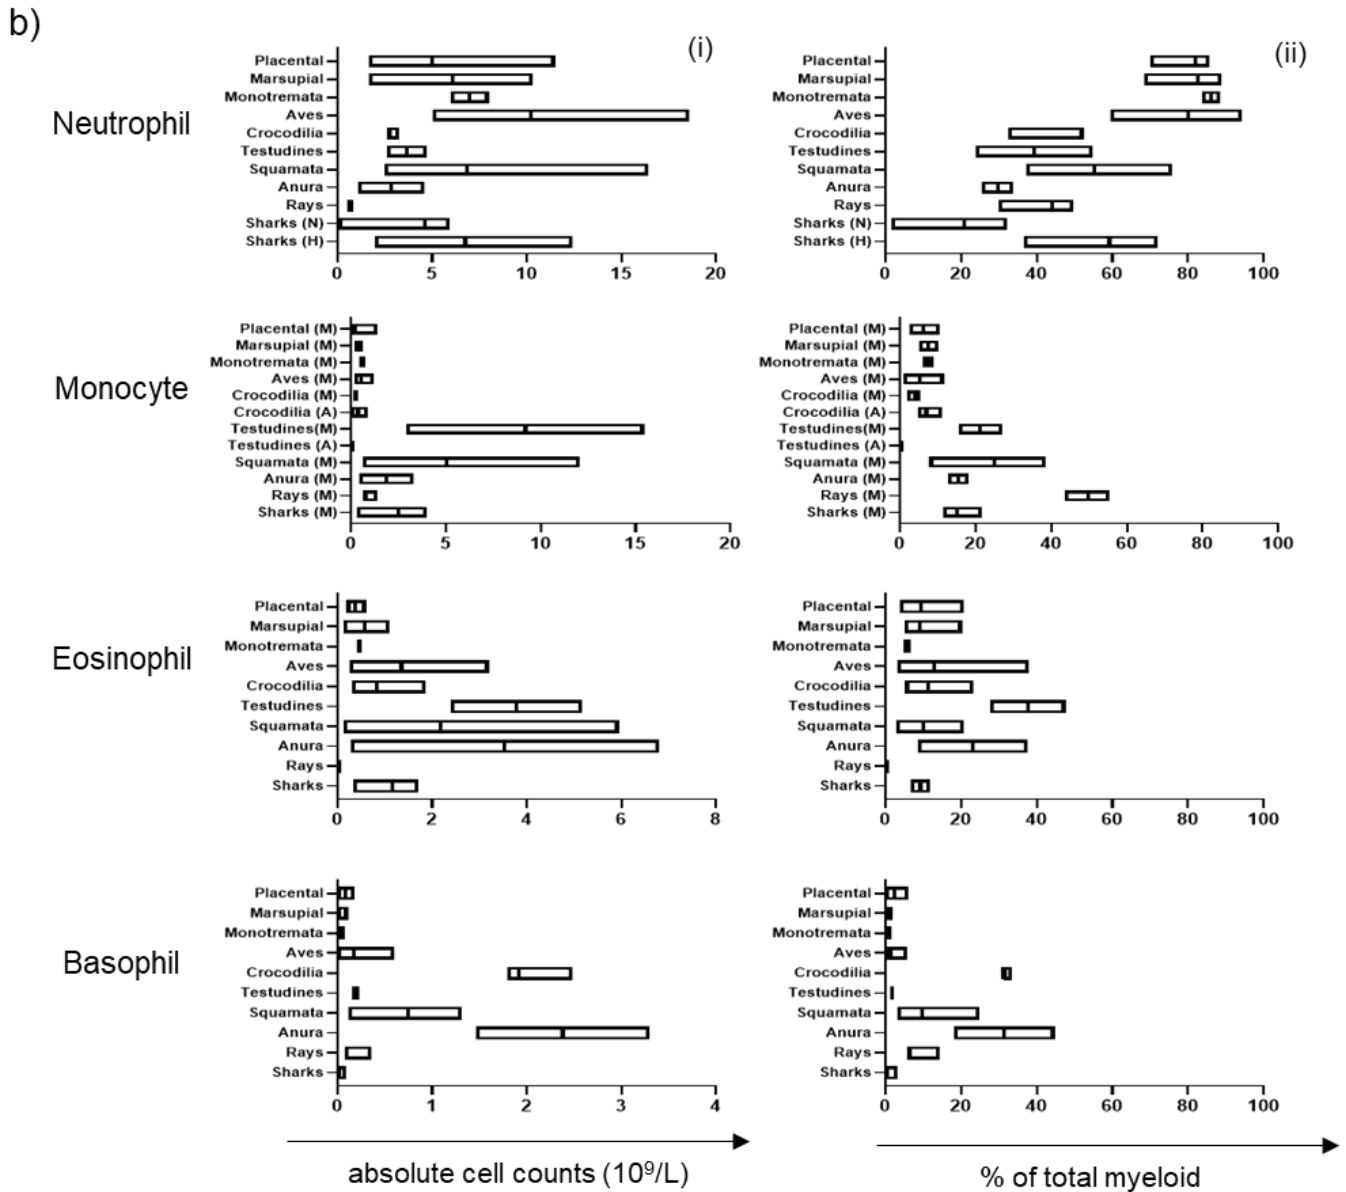 b)
(i)
(ii)
Neutrophil
Placental
Marsupial
Monotremata
Aves
Crocodilia
Testudines
Squamata
Anura
Rays
Sharks (N)
Sharks (H)
0 5 10 15 20
Placental
Marsupial
Monotremata
Aves
Crocodilia
Testudines
Squamata
Anura
Rays
Sharks (N)
Sharks (H)
0 20 40 60 80 100
Monocyte
Placental (M)
Marsupial (M)
Monotremata (M)
Aves (M)
Crocodilia (M)
Crocodilia (A)
Testudines(M)
Testudines (A)
Squamata (M)
Anura (M)
Rays (M)
Sharks (M)
0 5 10 15 20
Placental (M)
Marsupial (M)
Monotremata (M)
Aves (M)
Crocodilia (M)
Crocodilia (A)
Testudines(M)
Testudines (A)
Squamata (M)
Anura (M)
Rays (M)
Sharks (M)
0 20 40 60 80 100
Eosinophil
Placental
Marsupial
Monotremata
Aves
Crocodilia
Testudines
Squamata
Anura
Rays
Sharks
0 2 4 6 8
Placental
Marsupial
Monotremata
Aves
Crocodilia
Testudines
Squamata
Anura
Rays
Sharks
0 20 40 60 80 100
Basophil
Placental
Marsupial
Monotremata
Aves
Crocodilia
Testudines
Squamata
Anura
Rays
Sharks
0 1 2 3 4
Placental
Marsupial
Monotremata
Aves
Crocodilia
Testudines
Squamata
Anura
Rays
Sharks
0 20 40 60 80 100
absolute cell counts (10⁹/L)
% of total myeloid